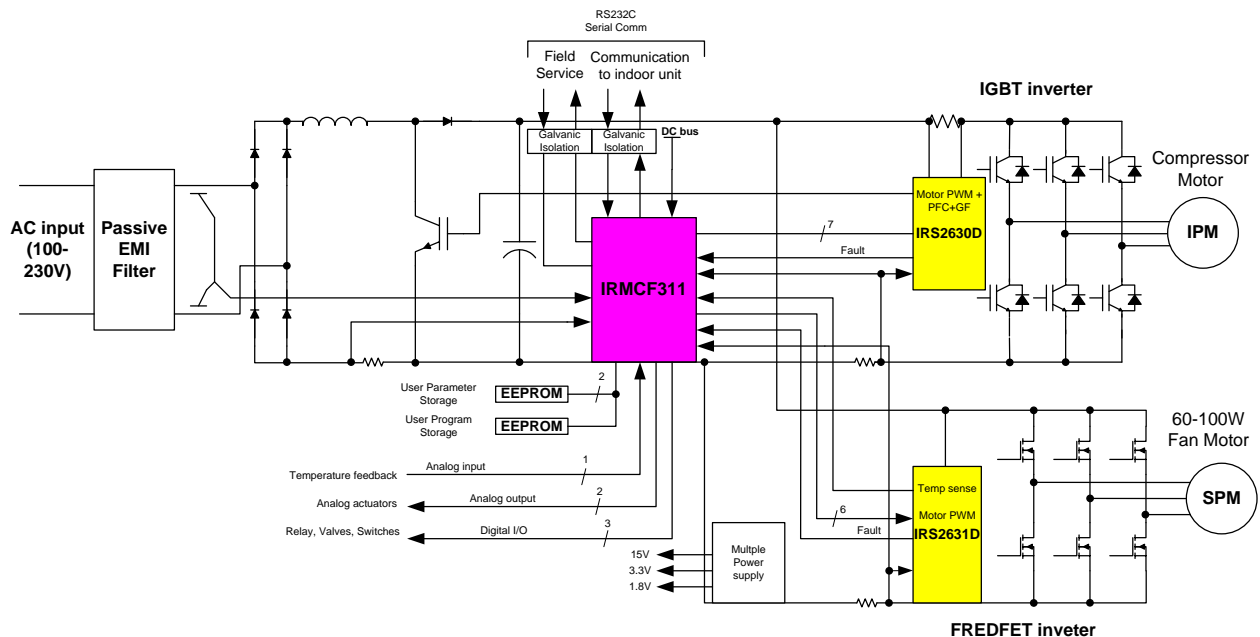 RS232C
Serial Comm
Field
Service
Communication
to indoor unit
Galvanic
Isolation
Galvanic
Isolation
DC bus
IGBT inverter
Compressor
Motor
IPM
Motor PWM +
PFC+GF
IRS2630D
7
Fault
AC input
(100-
230V)
Passive
EMI
Filter
IRMCF311
User Parameter
Storage
EEPROM
2
User Program
Storage
EEPROM
Temperature feedback
Analog input
1
Analog actuators
Analog output
2
Relay, Valves, Switches
Digital I/O
3
Temp sense
6
Motor PWM
Fault
IRS2631D
60-100W
Fan Motor
SPM
15V
3.3V
1.8V
Multple
Power
supply
FREDFET inveter